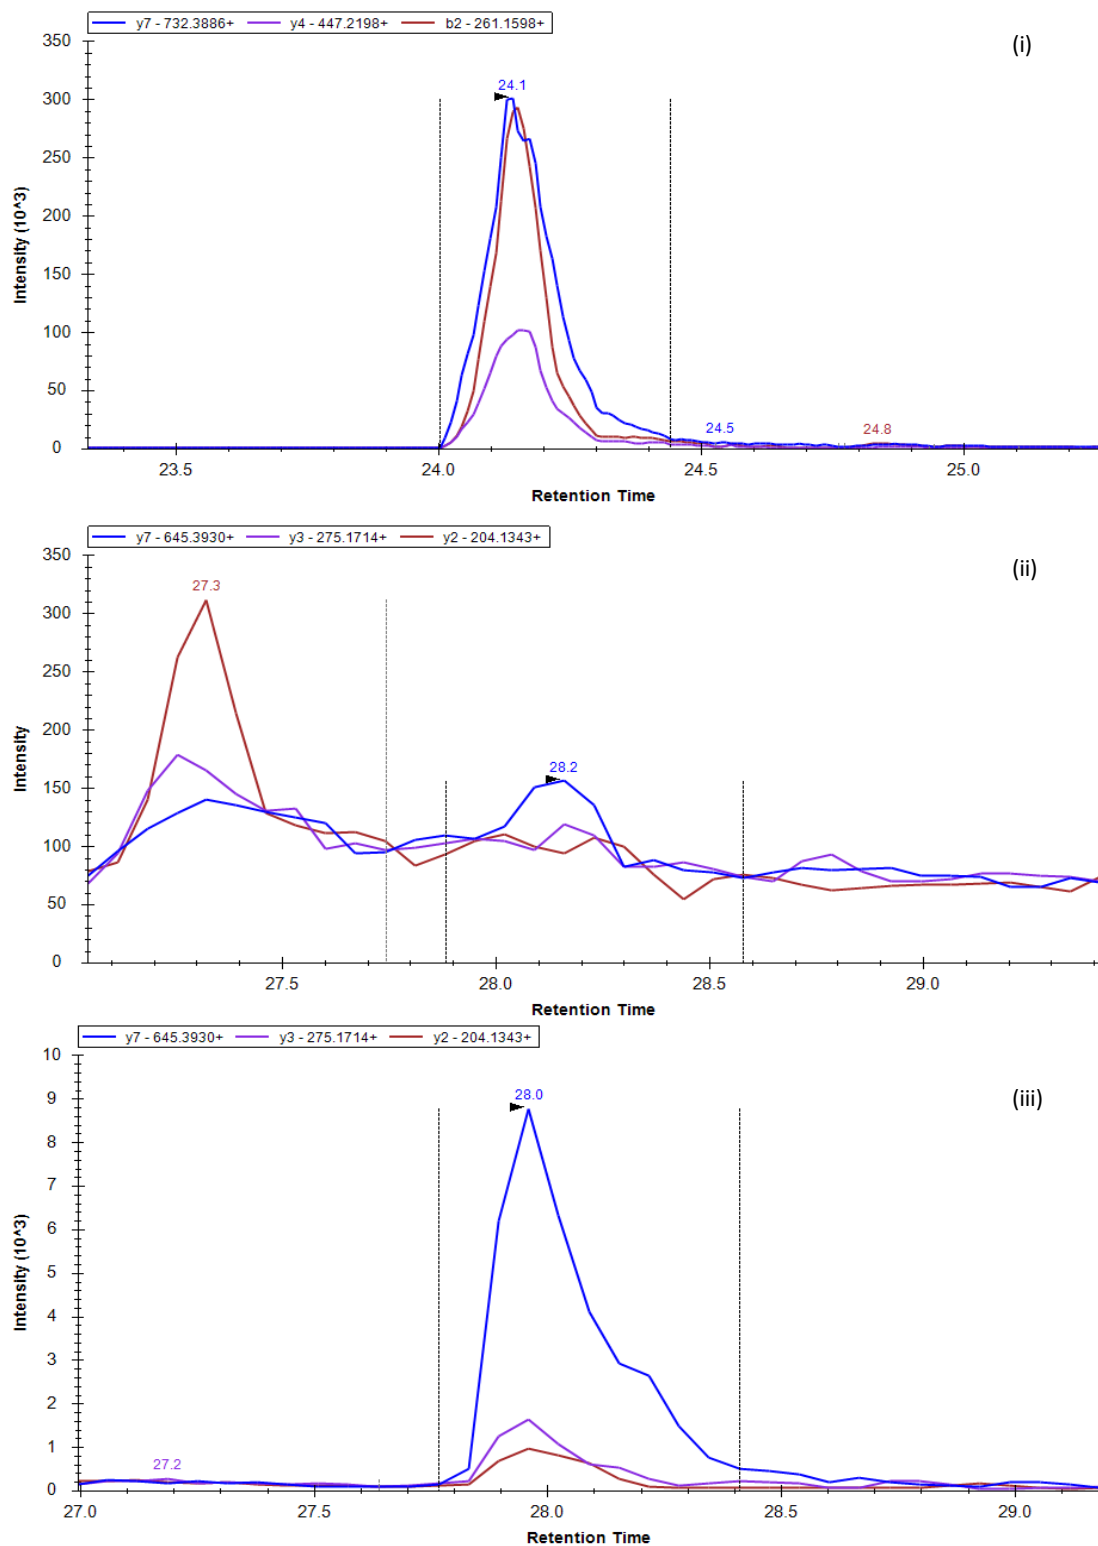 y7 - 732.3886+ y4 - 447.2198+ b2 - 261.1598+
(i)
350
300
250
200
150
100
50
0
Intensity (10^3)
24.1
24.5
24.8
23.5 24.0 24.5 25.0
Retention Time
y7 - 645.3930+ y3 - 275.1714+ y2 - 204.1343+
(ii)
350
300
250
200
150
100
50
0
Intensity
27.3
28.2
27.5 28.0 28.5 29.0
Retention Time
y7 - 645.3930+ y3 - 275.1714+ y2 - 204.1343+
(iii)
10
9
8
7
6
5
4
3
2
1
0
Intensity (10^3)
28.0
27.2
27.0 27.5 28.0 28.5 29.0
Retention Time